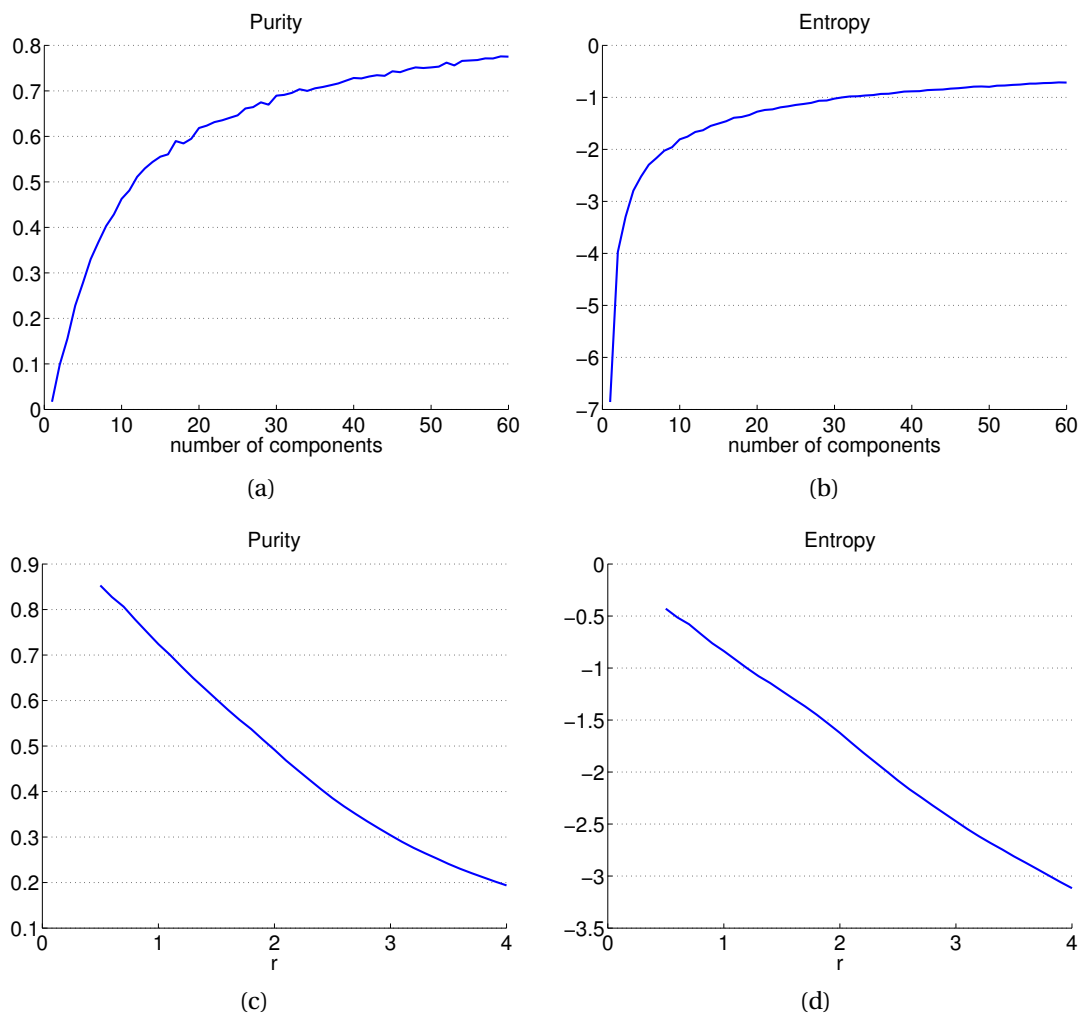 Purity
0.8
0.7
0.6
0.5
0.4
0.3
0.2
0.1
0
0 10 20 30 40 50 60
number of components
(a)
Entropy
0
−1
−2
−3
−4
−5
−6
−7
0 10 20 30 40 50 60
number of components
(b)
Purity
0.9
0.8
0.7
0.6
0.5
0.4
0.3
0.2
0.1
0 1 2 3 4
r
(c)
Entropy
0
−0.5
−1
−1.5
−2
−2.5
−3
−3.5
0 1 2 3 4
r
(d)